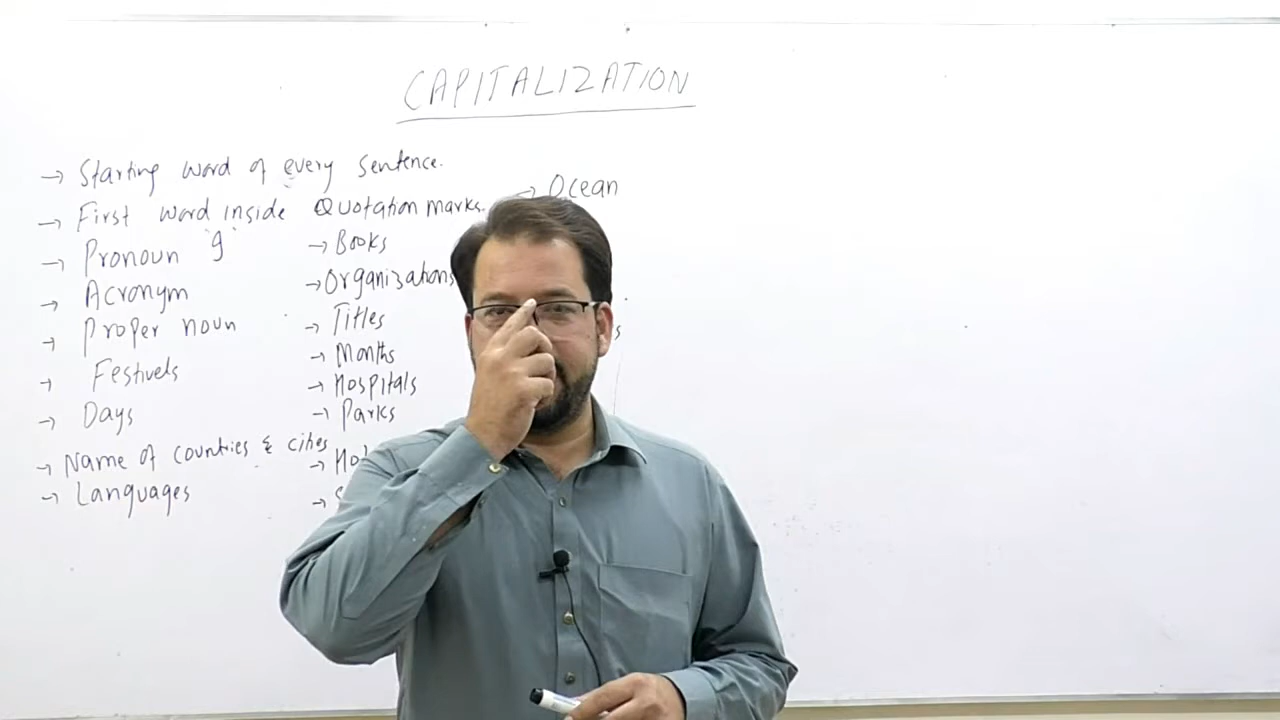 CAPITALIZATION
→ Starting word of every sentence.
→ First word inside Quotation marks.
→ Pronoun 'I'
→ Acronym
→ Proper noun
→ Festivels
→ Days
→ Name of countries & cities
→ Languages
→ Books
→ Organizations
→ Titles
→ Months
→ Hospitals
→ Parks
→ Ocean